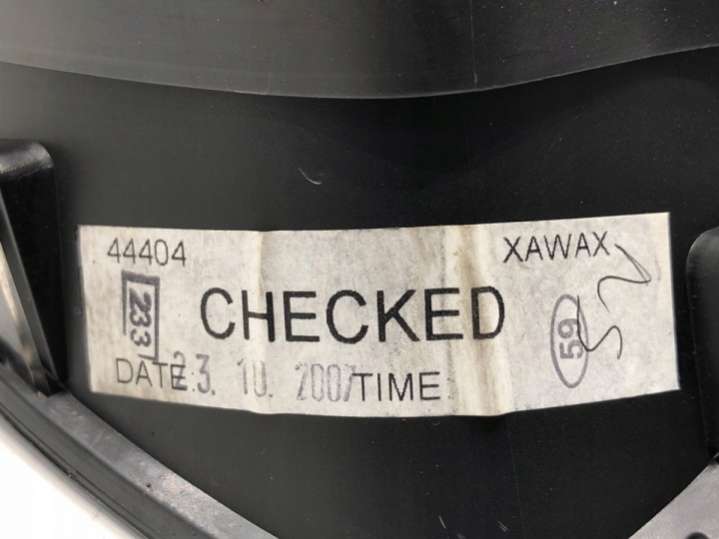 44404 XAWAX
233 CHECKED 59
DATE: 23. 10. 2007 TIME